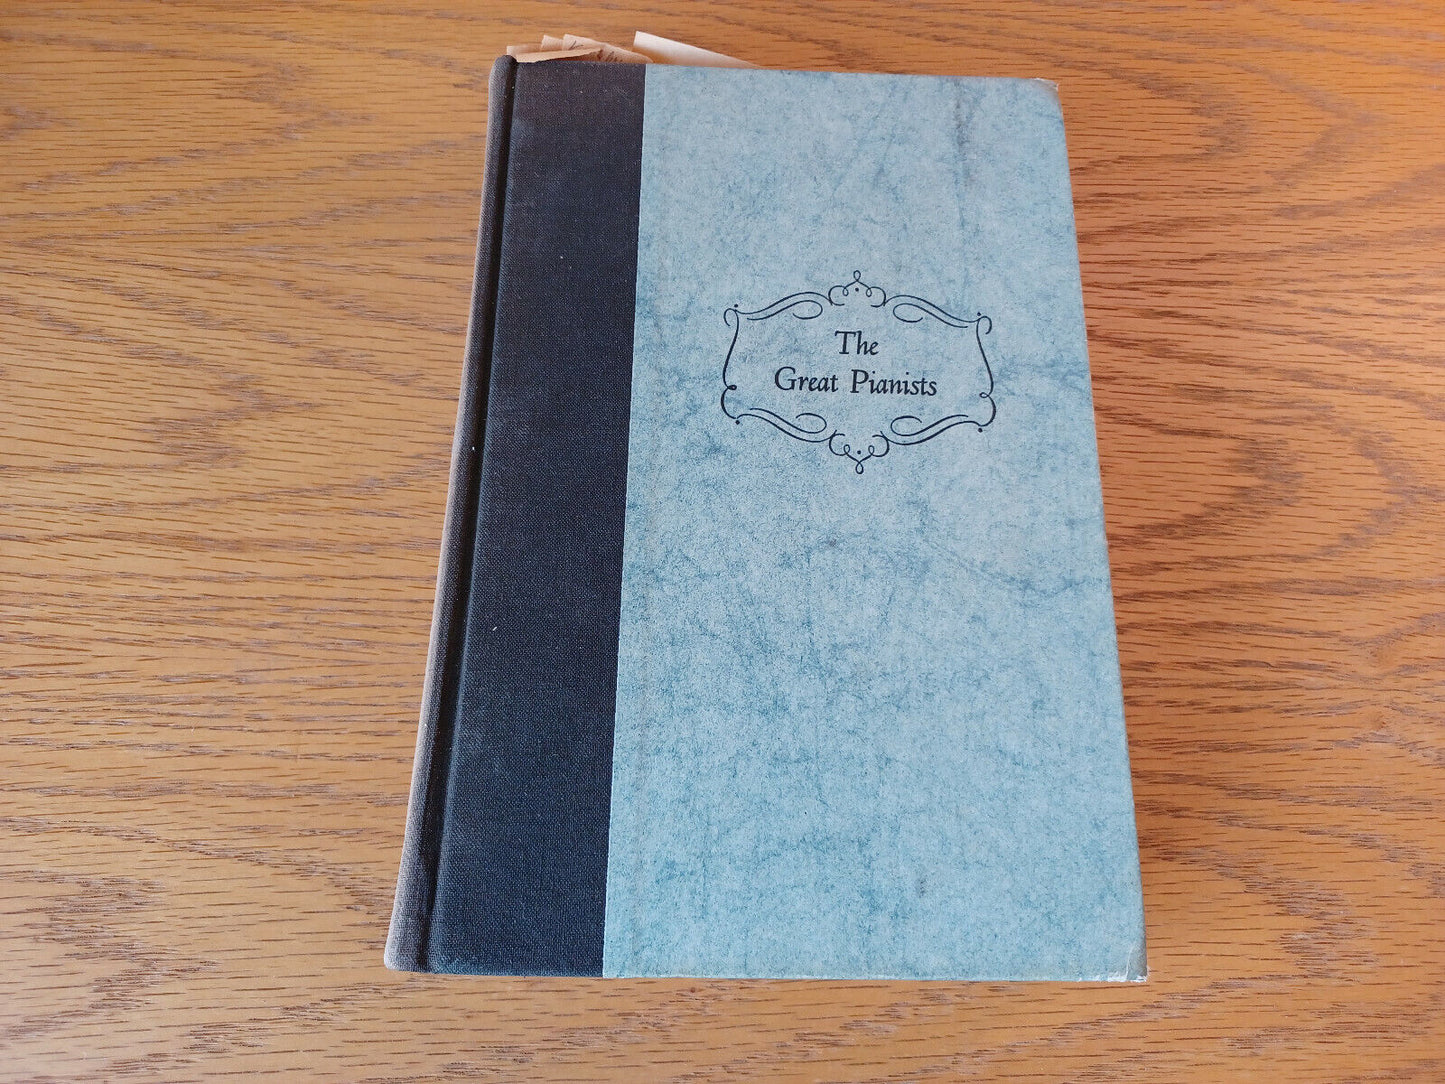 The
Great Pianists